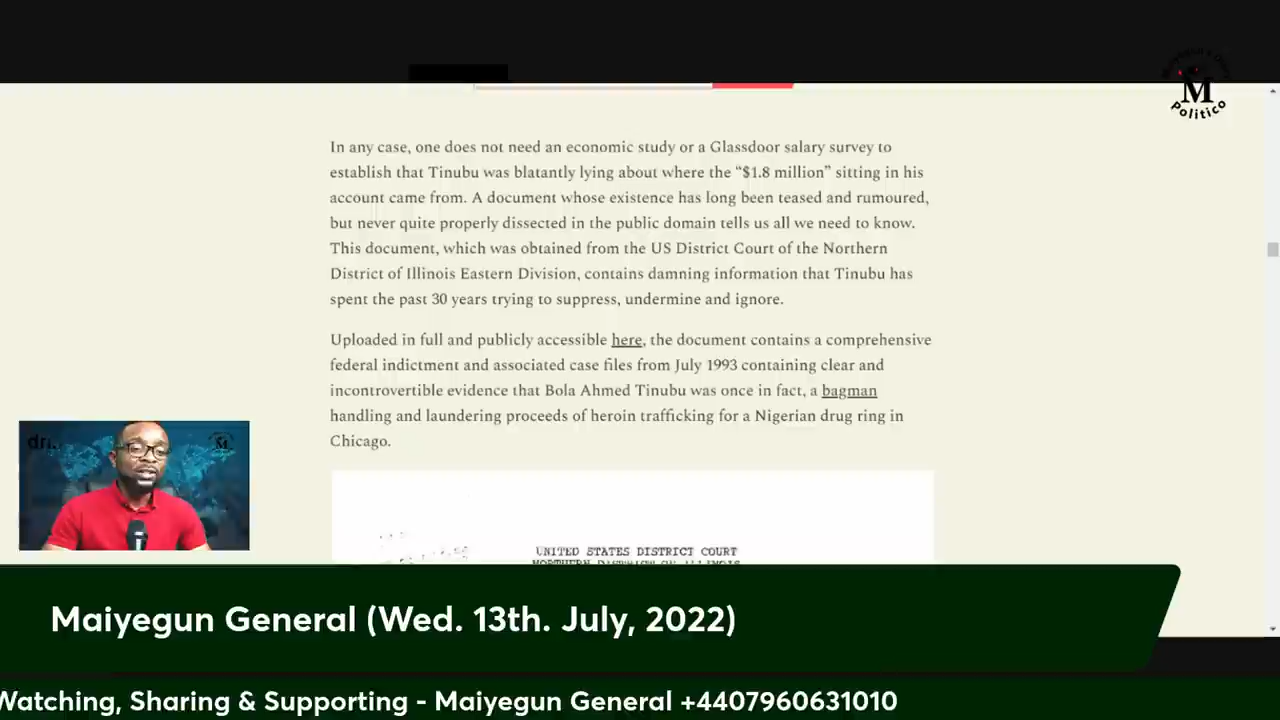 M
Politico
In any case, one does not need an economic study or a Glassdoor salary survey to
establish that Tinubu was blatantly lying about where the “$1.8 million” sitting in his
account came from. A document whose existence has long been teased and rumoured,
but never quite properly dissected in the public domain tells us all we need to know.
This document, which was obtained from the US District Court of the Northern
District of Illinois Eastern Division, contains damning information that Tinubu has
spent the past 30 years trying to suppress, undermine and ignore.
Uploaded in full and publicly accessible here, the document contains a comprehensive
federal indictment and associated case files from July 1993 containing clear and
incontrovertible evidence that Bola Ahmed Tinubu was once in fact, a bagman
handling and laundering proceeds of heroin trafficking for a Nigerian drug ring in
Chicago.
UNITED STATES DISTRICT COURT
Maiyegun General (Wed. 13th. July, 2022)
Watching, Sharing & Supporting - Maiyegun General +4407960631010